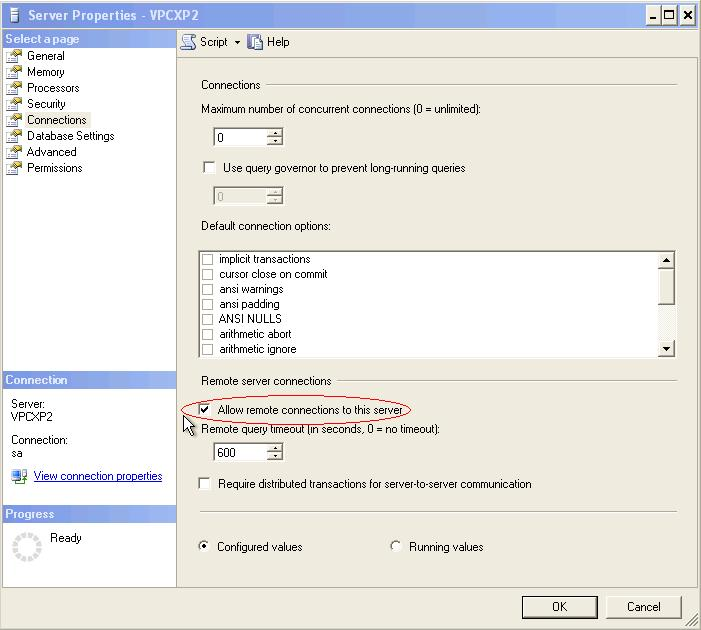 Server Properties - VPCXP2
Select a page
General
Memory
Processors
Security
Connections
Database Settings
Advanced
Permissions
Connection
Server:
VPCXP2
Connection:
sa
View connection properties
Progress
Ready
Script
Help
Connections
Maximum number of concurrent connections (0 = unlimited):
0
Use query governor to prevent long-running queries
0
Default connection options:
implicit transactions
cursor close on commit
ansi warnings
ansi padding
ANSI NULLS
arithmetic abort
arithmetic ignore
Remote server connections
Allow remote connections to this server
Remote query timeout (in seconds, 0 = no timeout):
600
Require distributed transactions for server-to-server communication
Configured values
Running values
OK
Cancel